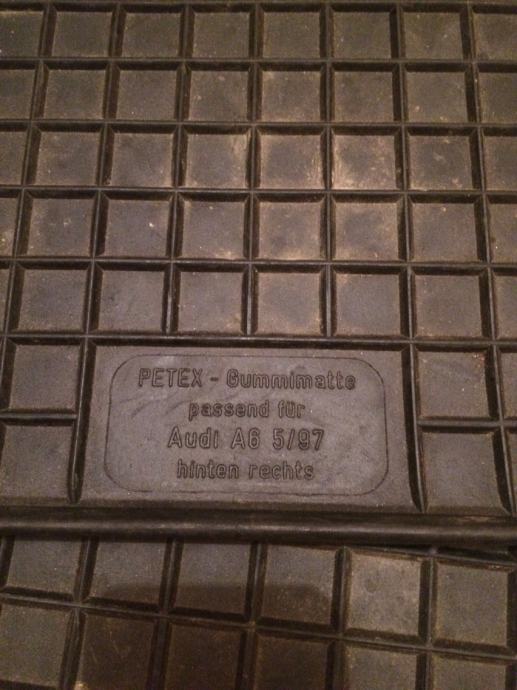 PETEX - Gummimatte
passend für
Audi A6 5/97
hinten rechts